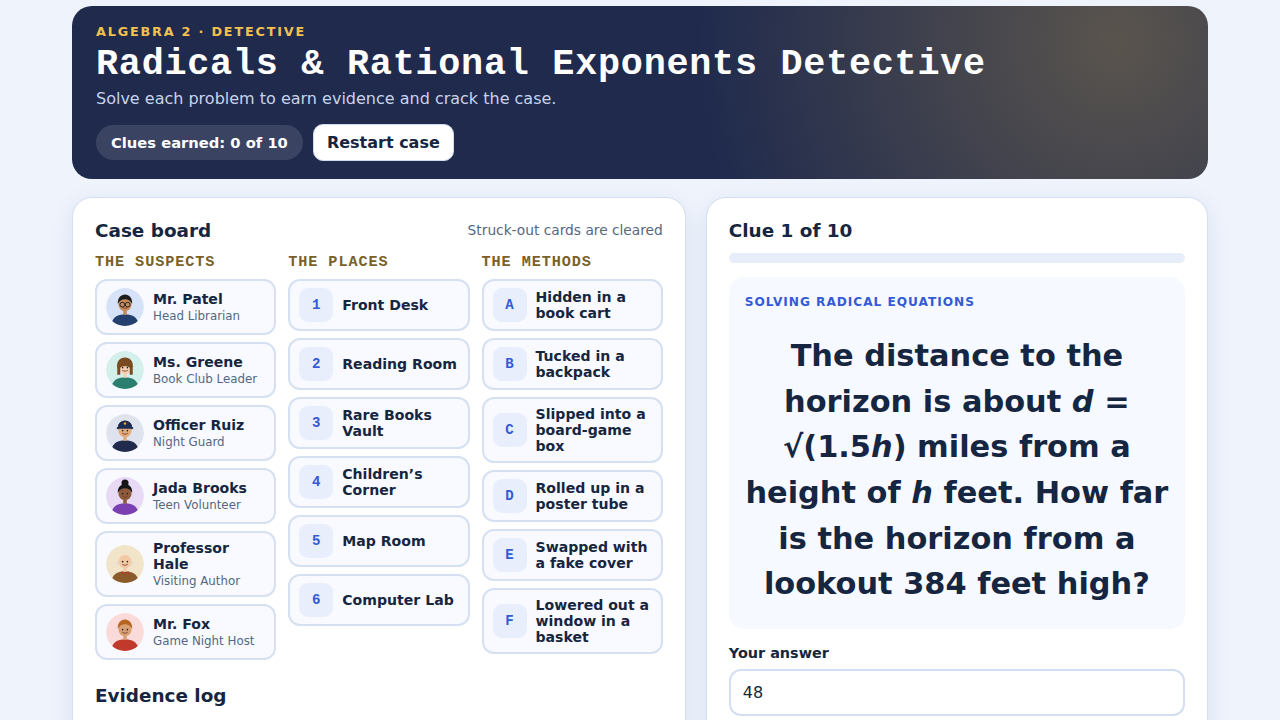 ALGEBRA 2 · DETECTIVE
Radicals & Rational Exponents Detective
Solve each problem to earn evidence and crack the case.
Clues earned: 0 of 10
Restart case
Case board
Struck-out cards are cleared
THE SUSPECTS
Mr. Patel
Head Librarian
Ms. Greene
Book Club Leader
Officer Ruiz
Night Guard
Jada Brooks
Teen Volunteer
Professor
Hale
Visiting Author
Mr. Fox
Game Night Host
THE PLACES
1 Front Desk
2 Reading Room
3 Rare Books
Vault
4 Children’s
Corner
5 Map Room
6 Computer Lab
THE METHODS
A Hidden in a
book cart
B Tucked in a
backpack
C Slipped into a
board-game
box
D Rolled up in a
poster tube
E Swapped with
a fake cover
F Lowered out a
window in a
basket
Evidence log
Clue 1 of 10
SOLVING RADICAL EQUATIONS
The distance to the
horizon is about d =
√(1.5h) miles from a
height of h feet. How far
is the horizon from a
lookout 384 feet high?
Your answer
48